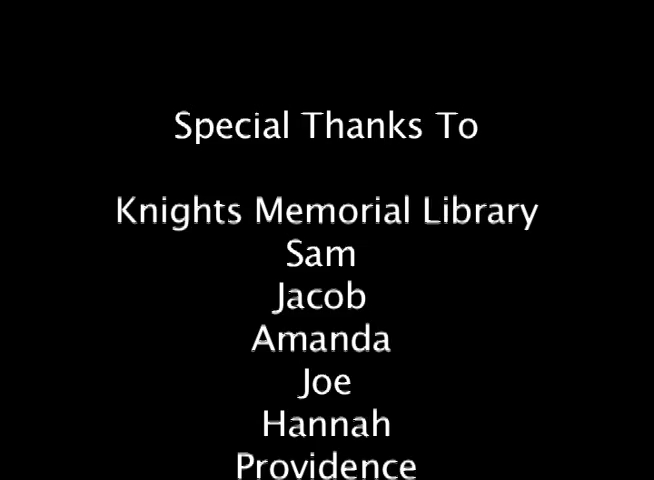 Special Thanks To
Knights Memorial Library
Sam
Jacob
Amanda
Joe
Hannah
Providence